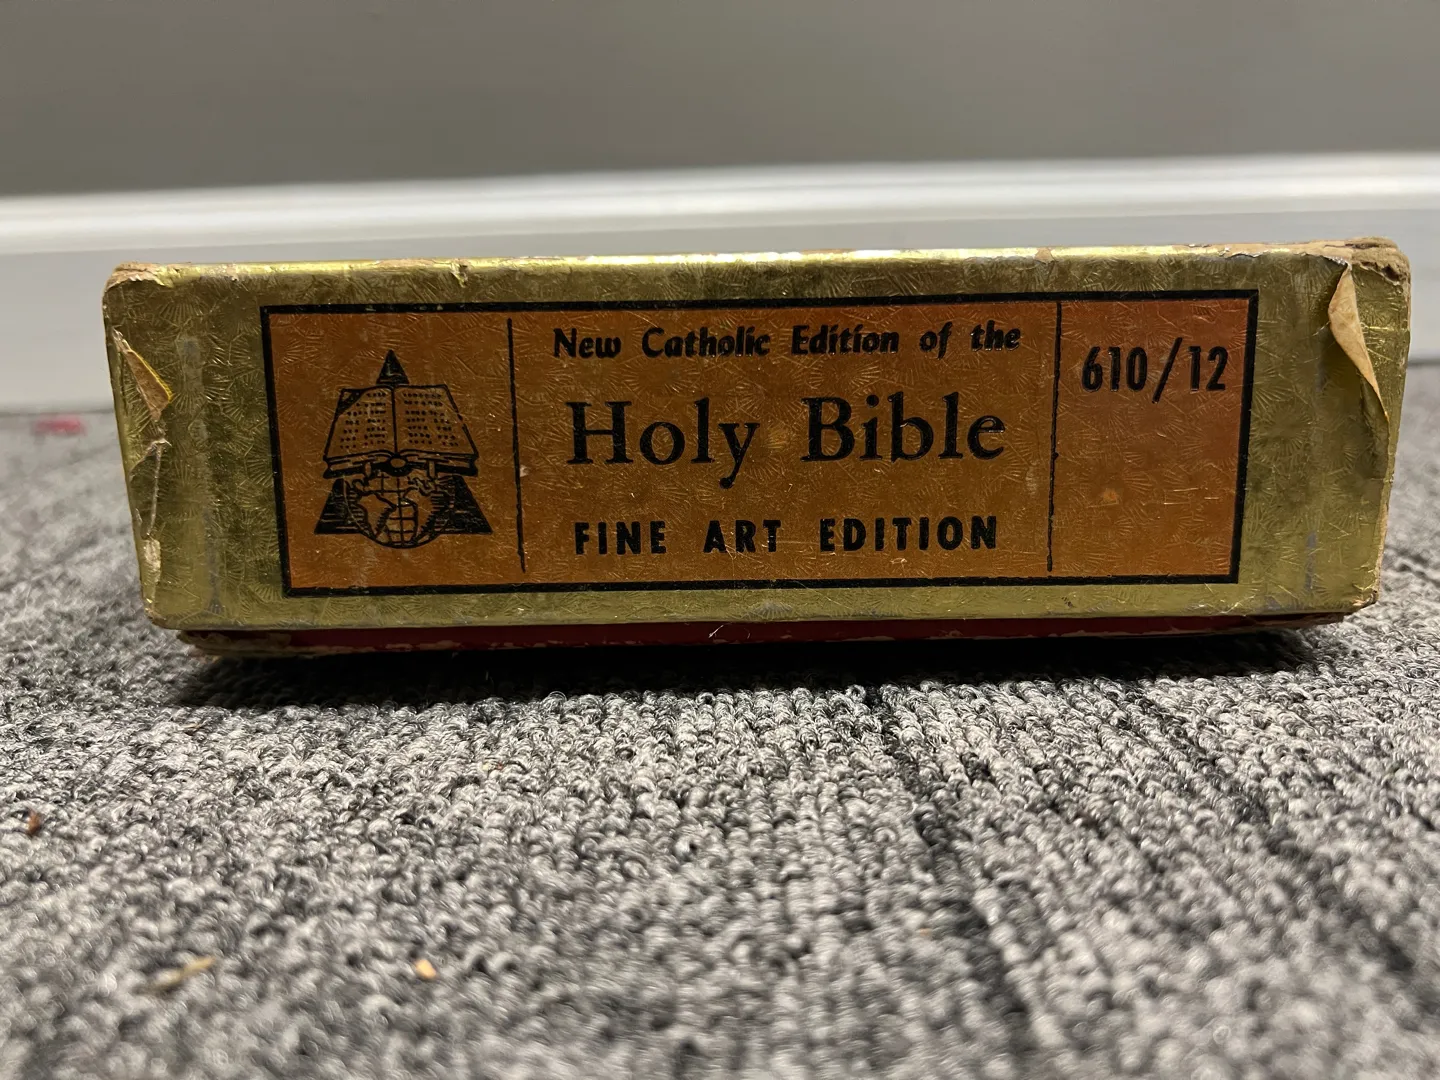 New Catholic Edition of the
Holy Bible
FINE ART EDITION
610/12